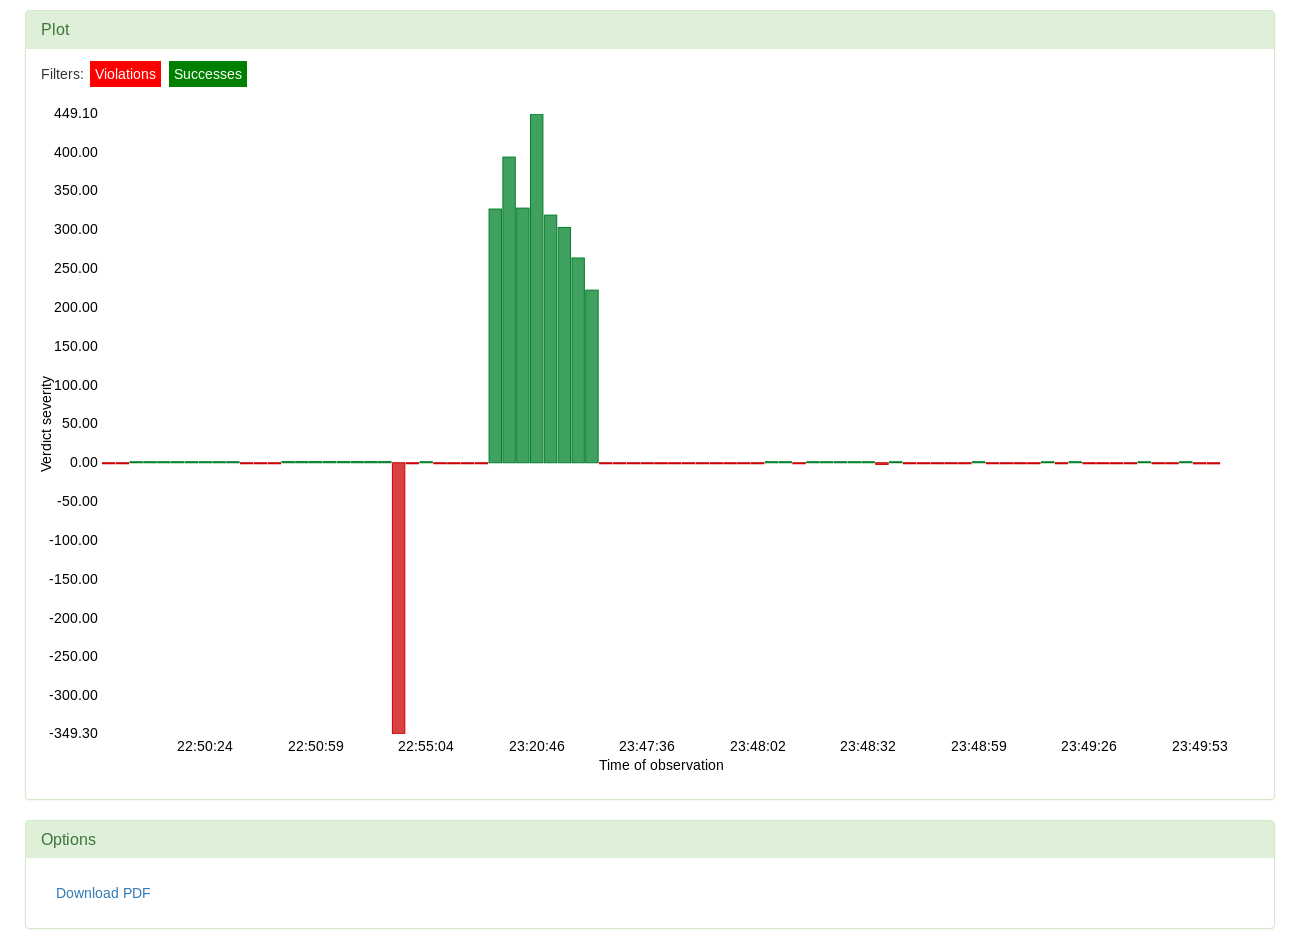 Plot
Filters: Violations Successes
449.10
400.00
350.00
300.00
250.00
200.00
150.00
100.00
50.00
0.00
-50.00
-100.00
-150.00
-200.00
-250.00
-300.00
-349.30
Verdict severity
22:50:24 22:50:59 22:55:04 23:20:46 23:47:36 23:48:02 23:48:32 23:48:59 23:49:26 23:49:53
Time of observation
Options
Download PDF